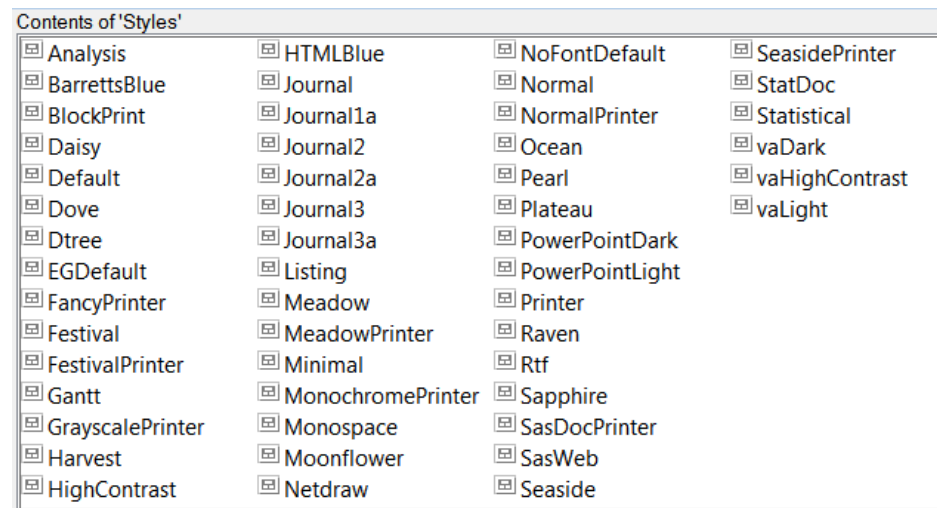 Contents of 'Styles'
Analysis
BarrettsBlue
BlockPrint
Daisy
Default
Dove
Dtree
EGDefault
FancyPrinter
Festival
FestivalPrinter
Gantt
GrayscalePrinter
Harvest
HighContrast
HTMLBlue
Journal
Journal1a
Journal2
Journal2a
Journal3
Journal3a
Listing
Meadow
MeadowPrinter
Minimal
MonochromePrinter
Monospace
Moonflower
Netdraw
NoFontDefault
Normal
NormalPrinter
Ocean
Pearl
Plateau
PowerPointDark
PowerPointLight
Printer
Raven
Rtf
Sapphire
SasDocPrinter
SasWeb
Seaside
SeasidePrinter
StatDoc
Statistical
vaDark
vaHighContrast
vaLight